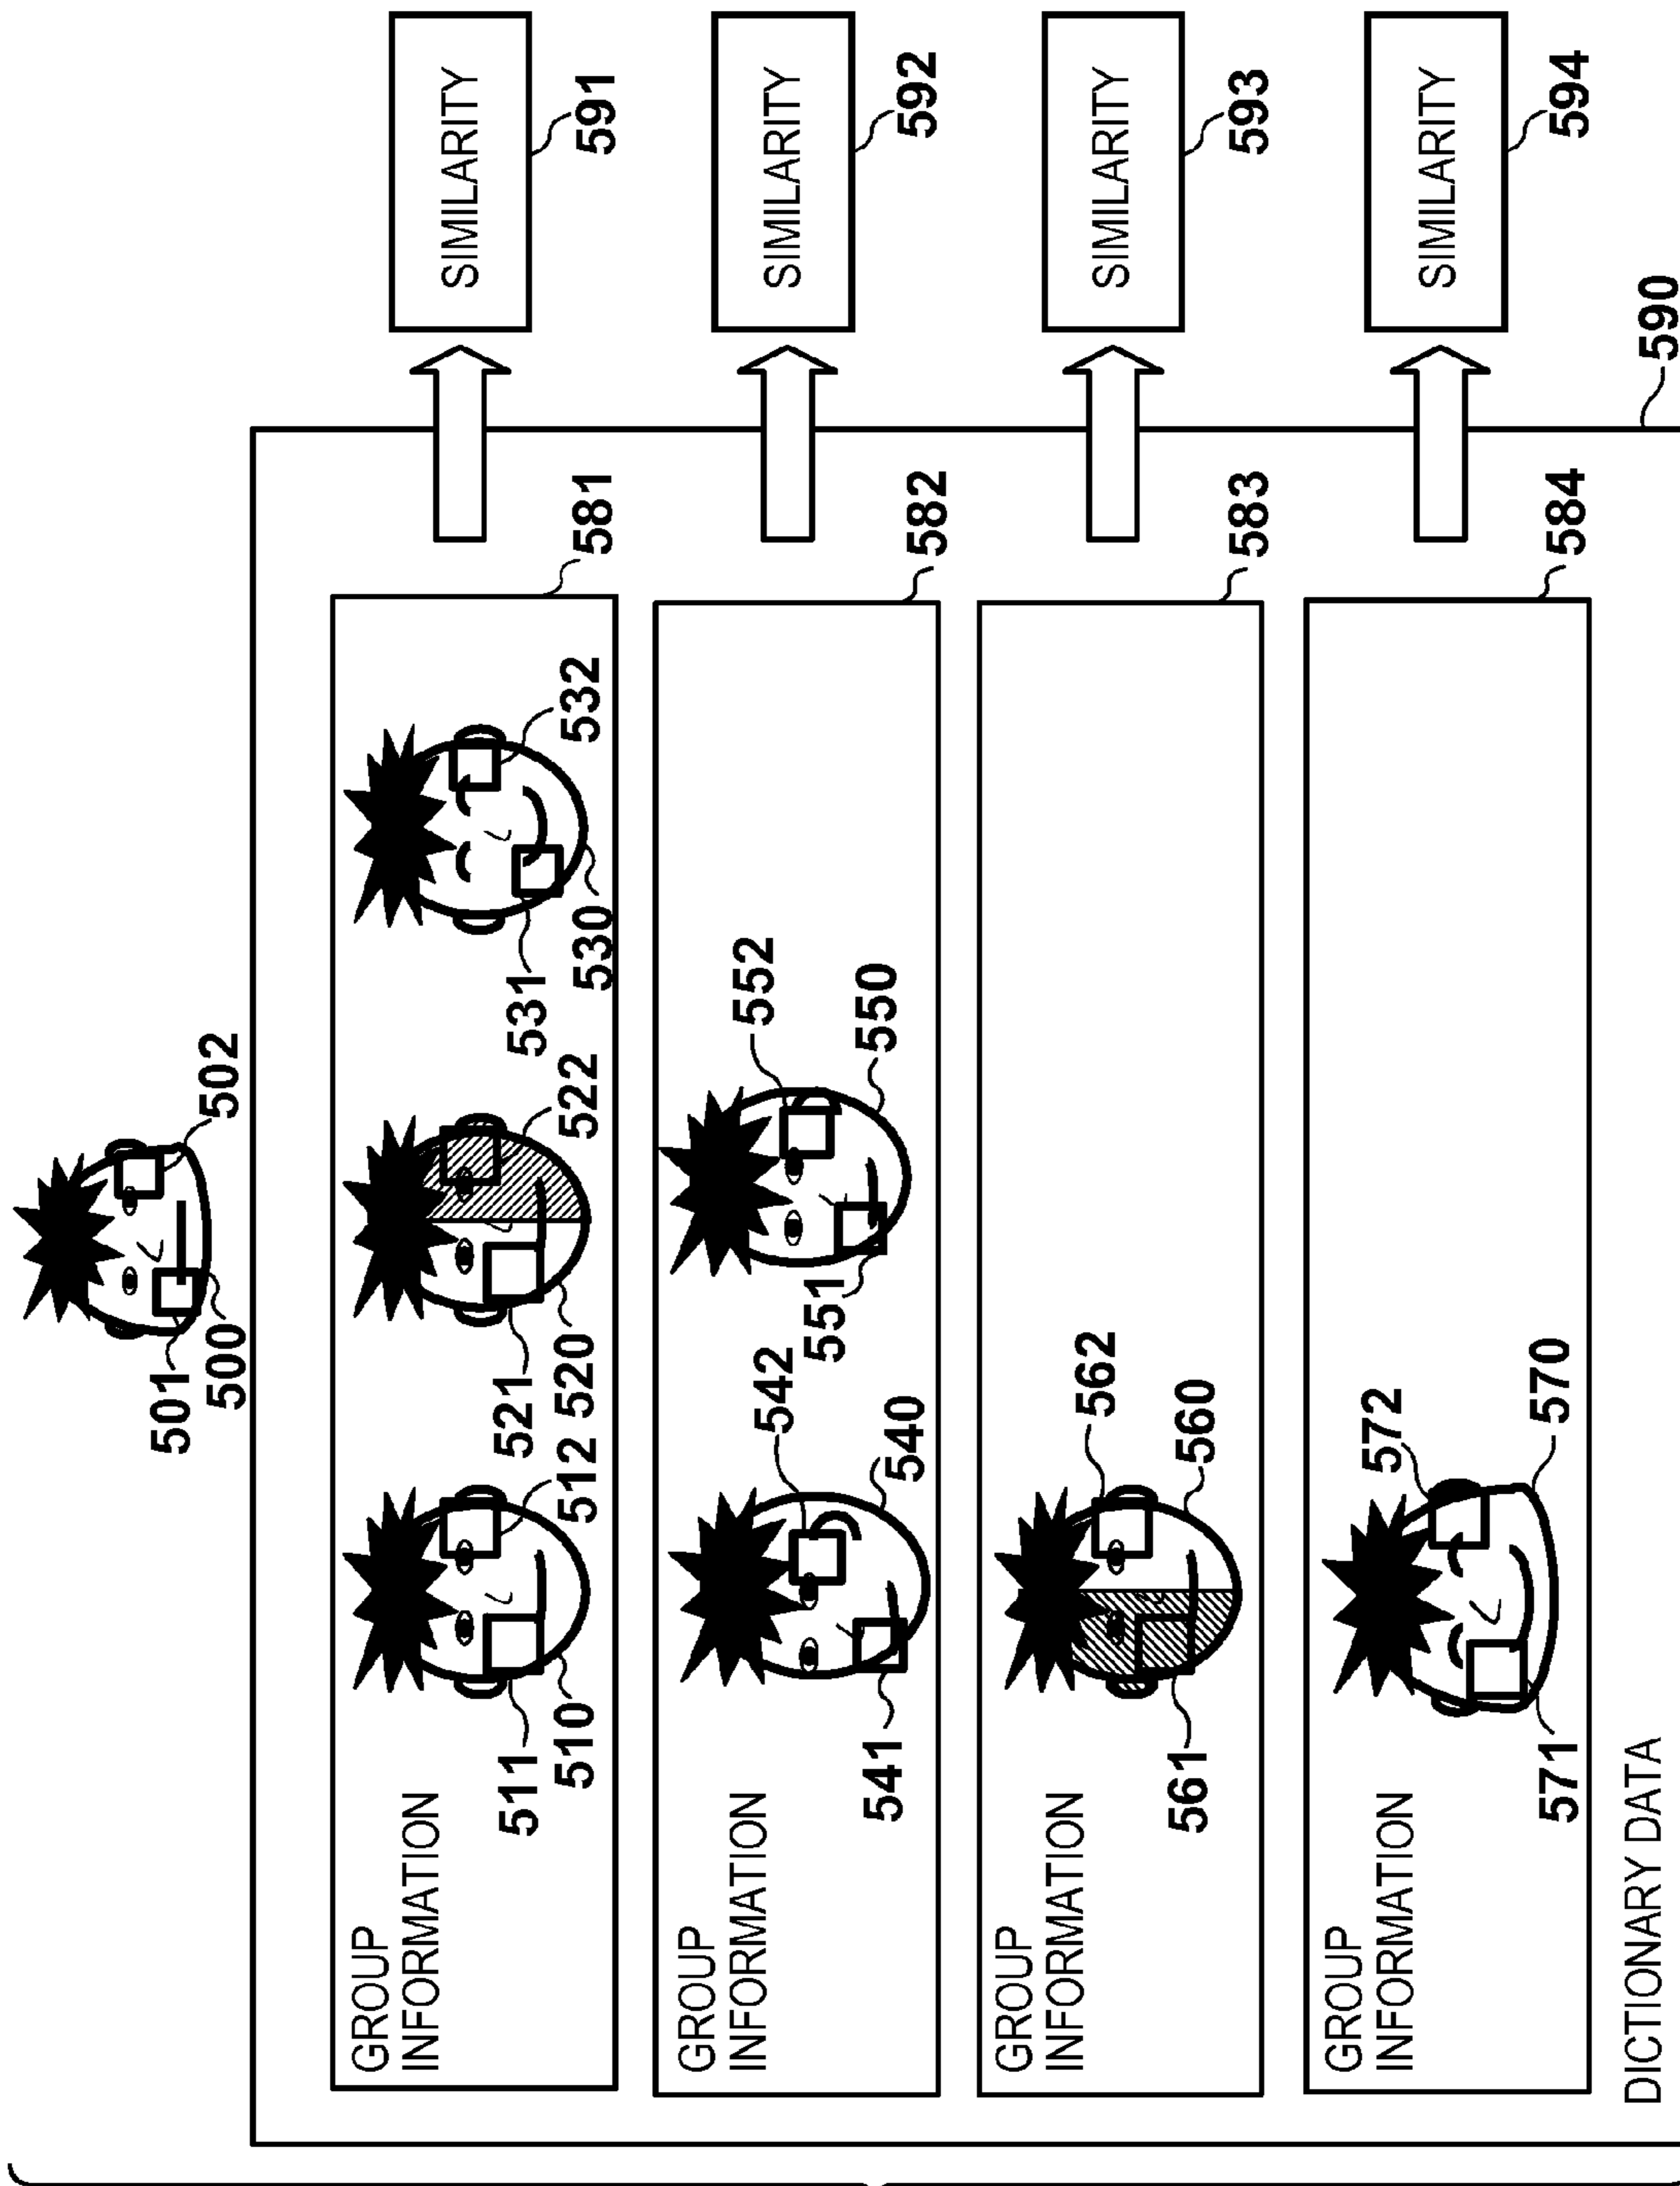 501
500
502
GROUP
INFORMATION
511
510
512
521
520
522
531
530
532
581
SIMILARITY
591
GROUP
INFORMATION
541
542
540
551
552
550
582
SIMILARITY
592
GROUP
INFORMATION
561
562
560
583
SIMILARITY
593
GROUP
INFORMATION
571
572
570
584
SIMILARITY
594
DICTIONARY DATA
590